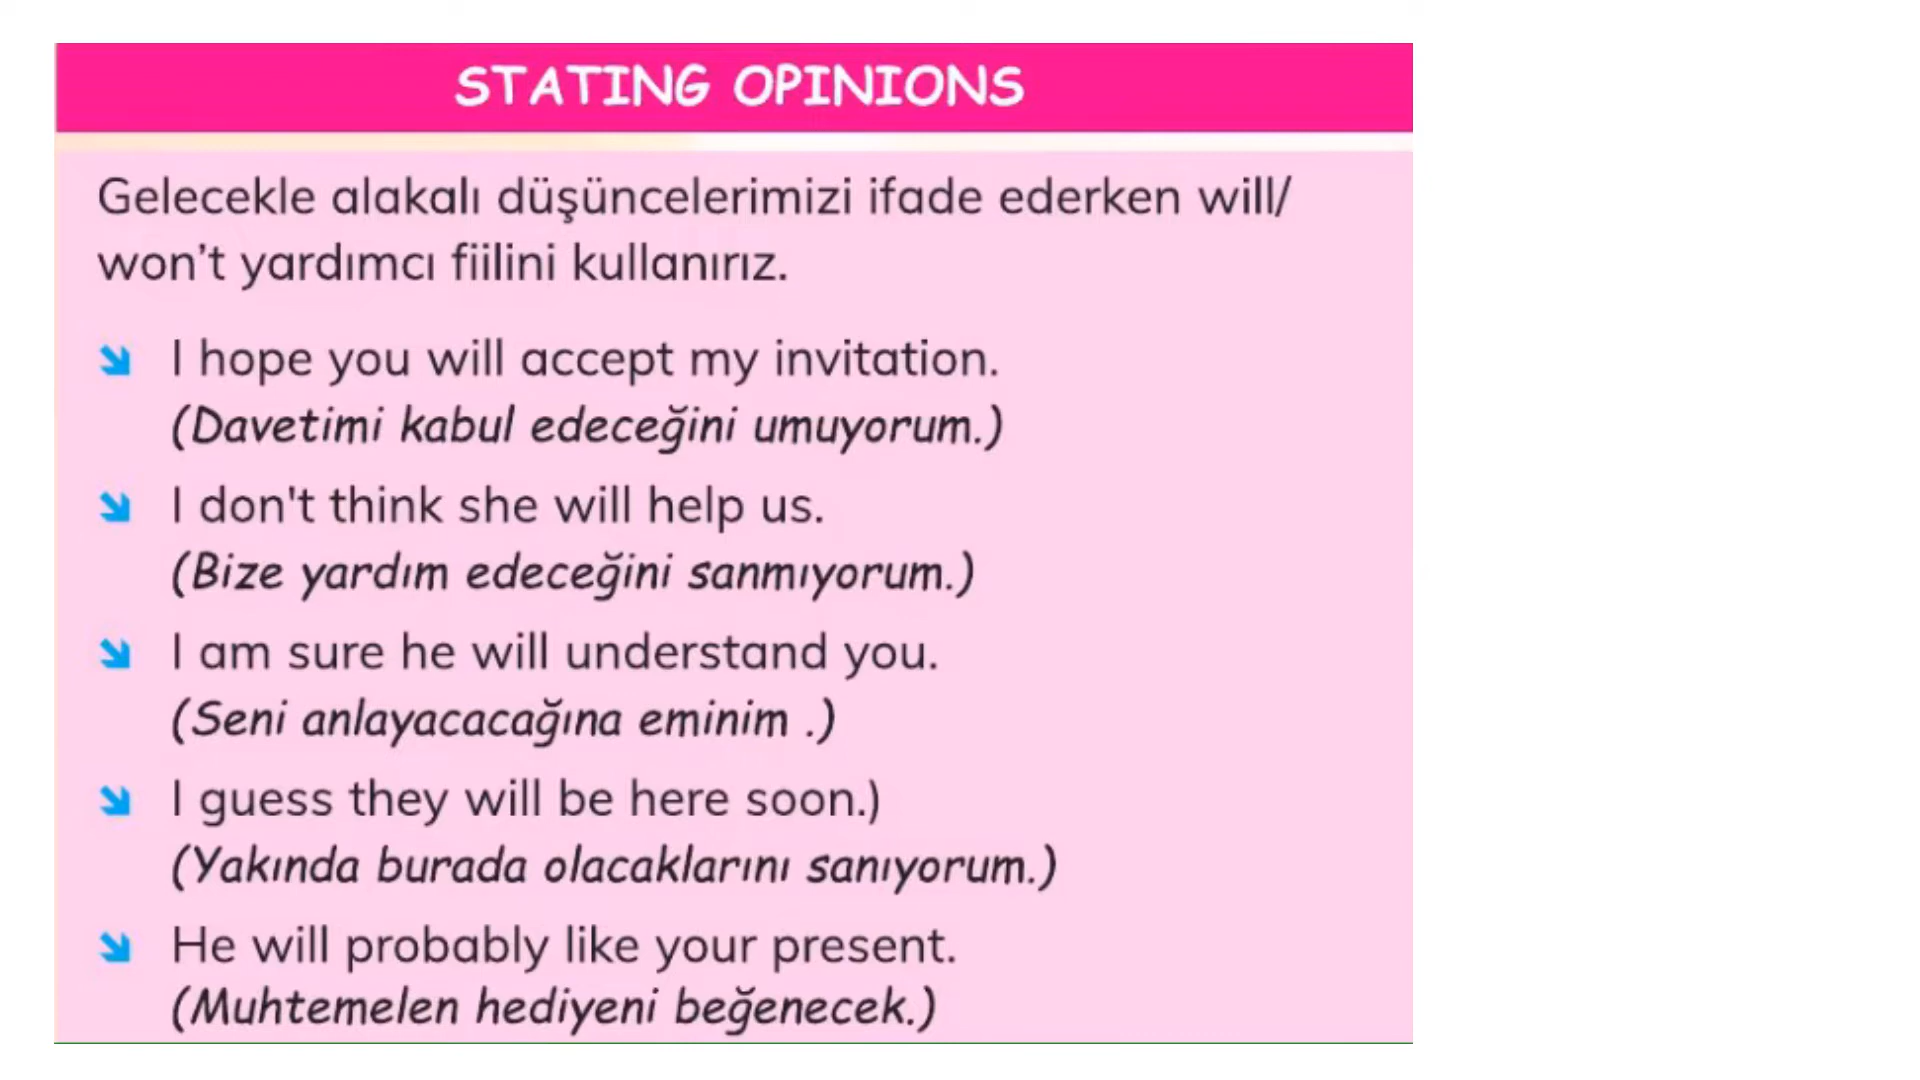 STATING OPINIONS
Gelecekle alakalı düşüncelerimizi ifade ederken will/
won't yardımcı fiilini kullanırız.
I hope you will accept my invitation.
(Davetimi kabul edeceğini umuyorum.)
I don't think she will help us.
(Bize yardım edeceğini sanmıyorum.)
I am sure he will understand you.
(Seni anlayacacağına eminim .)
I guess they will be here soon.)
(Yakında burada olacaklarını sanıyorum.)
He will probably like your present.
(Muhtemelen hediyeni beğenecek.)